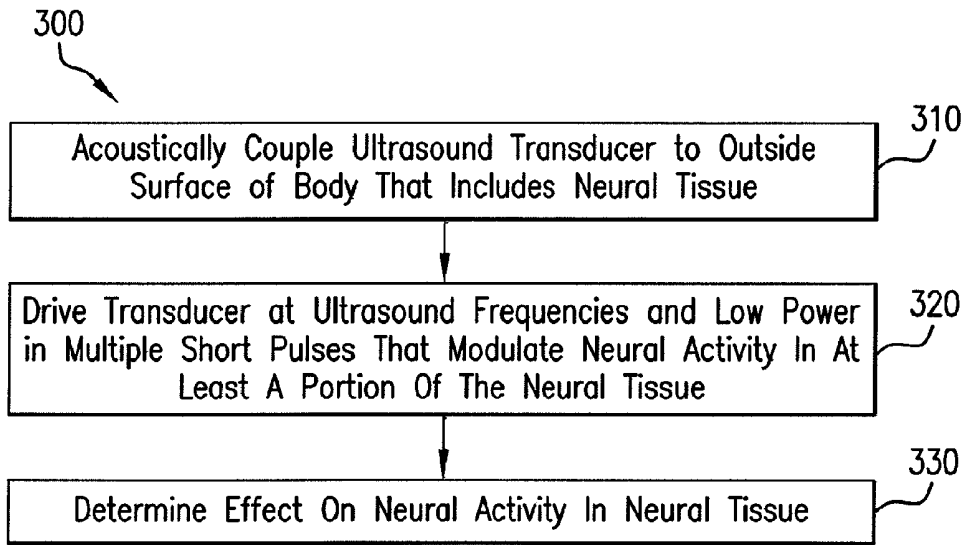 300
310
Acoustically Couple Ultrasound Transducer to Outside
Surface of Body That Includes Neural Tissue
320
Drive Transducer at Ultrasound Frequencies and Low Power
in Multiple Short Pulses That Modulate Neural Activity In At
Least A Portion Of The Neural Tissue
330
Determine Effect On Neural Activity In Neural Tissue